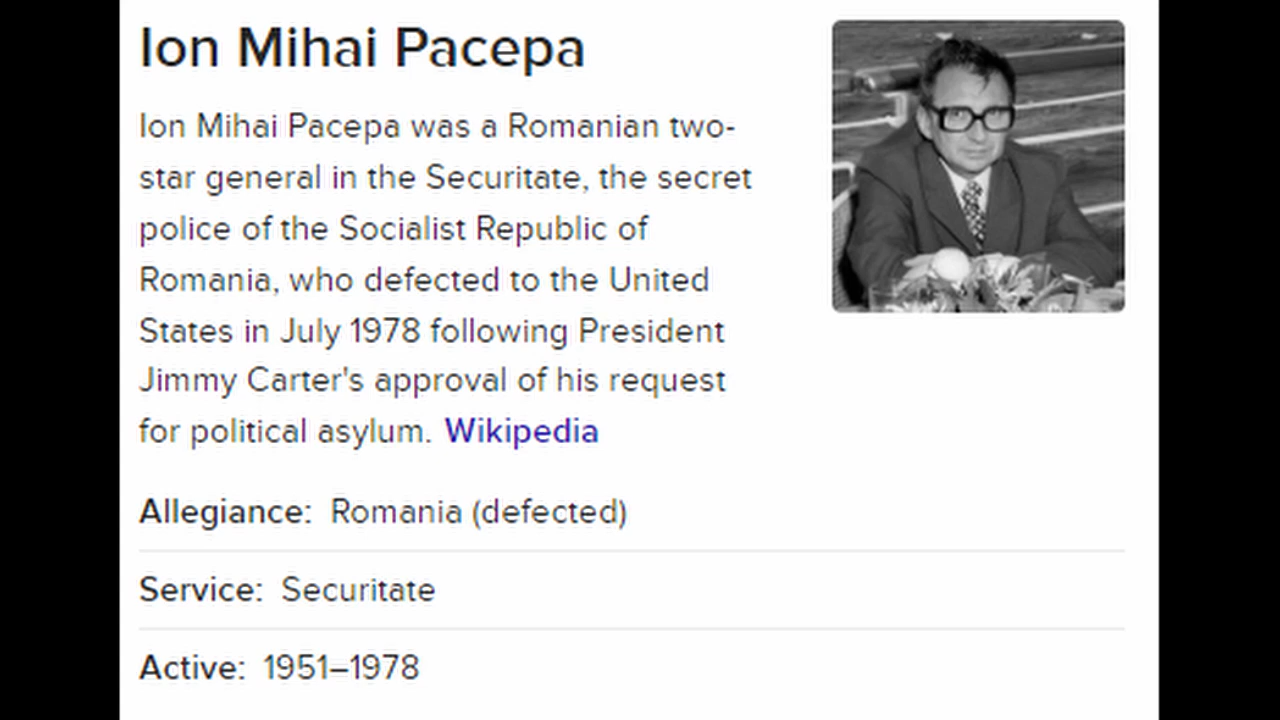 Ion Mihai Pacepa
Ion Mihai Pacepa was a Romanian two-
star general in the Securitate, the secret
police of the Socialist Republic of
Romania, who defected to the United
States in July 1978 following President
Jimmy Carter's approval of his request
for political asylum. Wikipedia
Allegiance: Romania (defected)
Service: Securitate
Active: 1951–1978